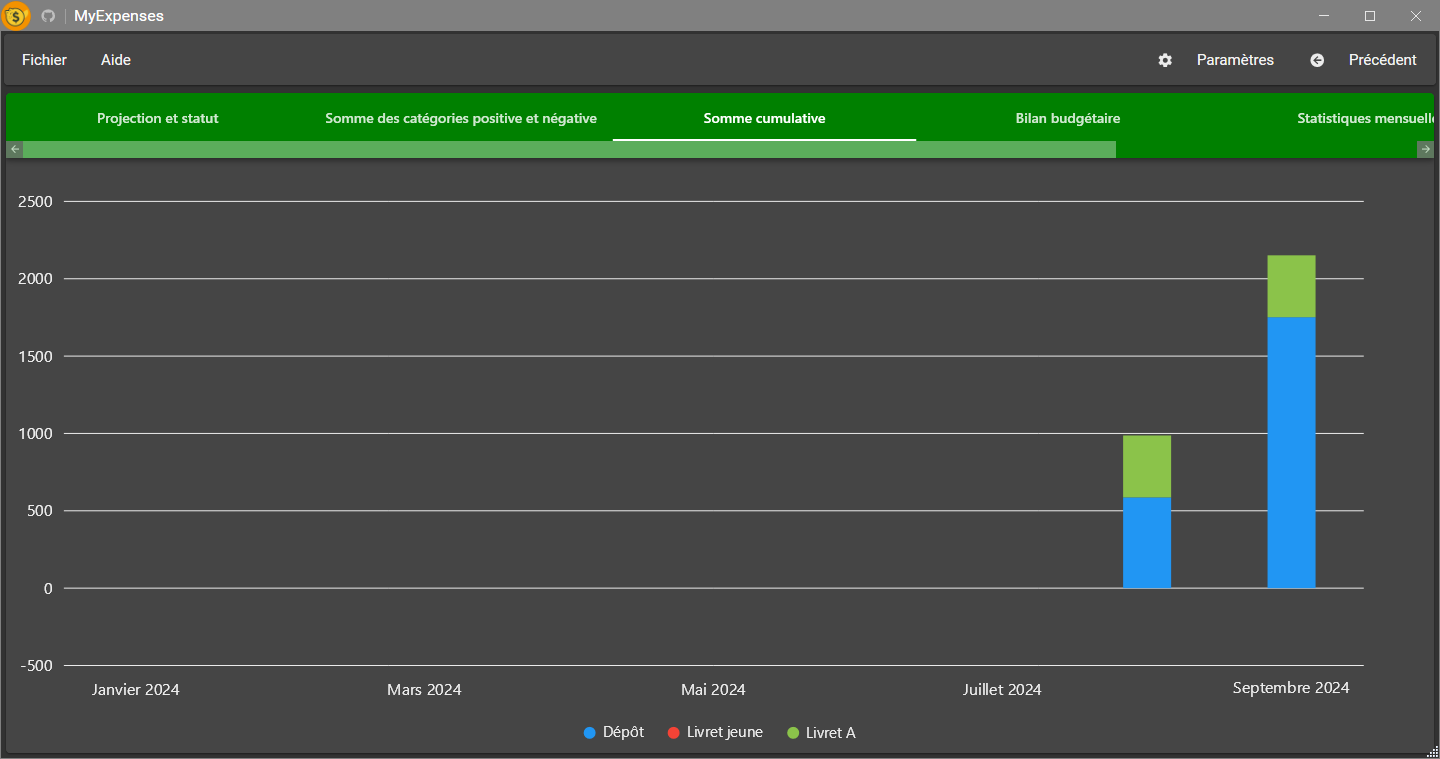 MyExpenses
Fichier Aide Paramètres Précédent
Projection et statut Somme des catégories positive et négative Somme cumulative Bilan budgétaire Statistiques mensuelle
2500
2000
1500
1000
500
0
-500
Janvier 2024 Mars 2024 Mai 2024 Juillet 2024 Septembre 2024
Dépôt Livret jeune Livret A